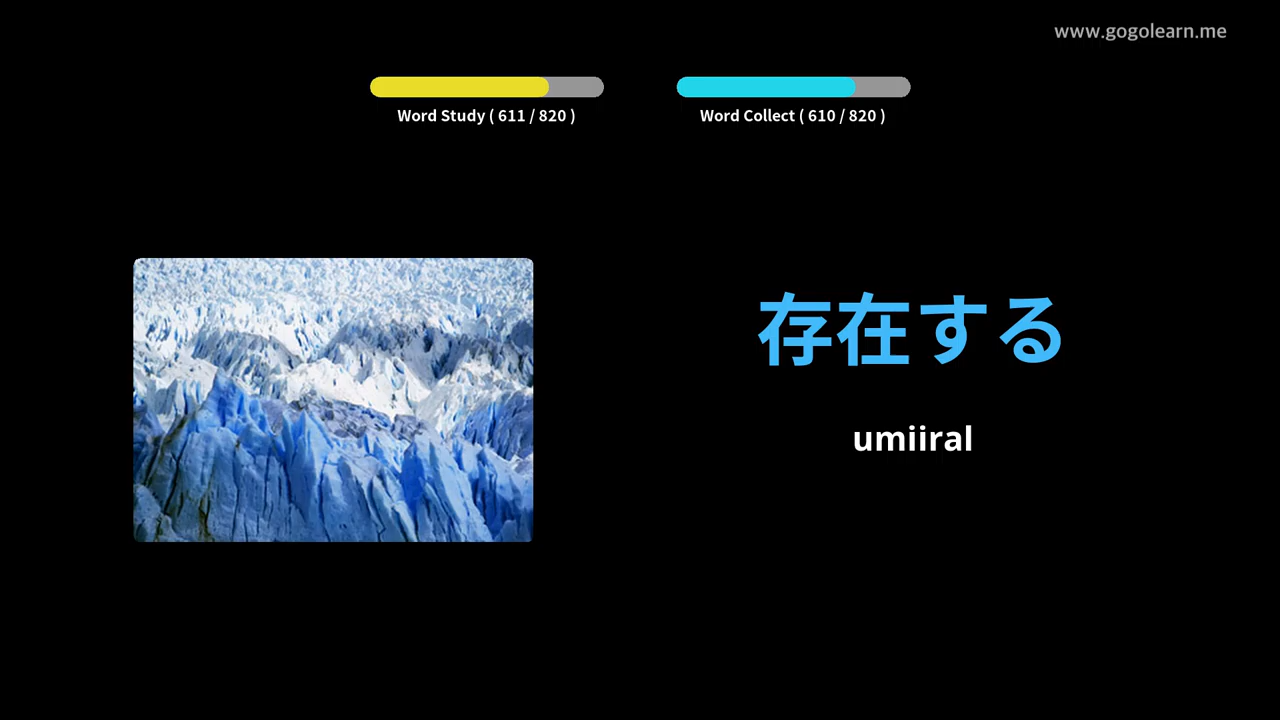 www.gogolearn.me
Word Study ( 611 / 820 )
Word Collect ( 610 / 820 )
存在する
umiiral